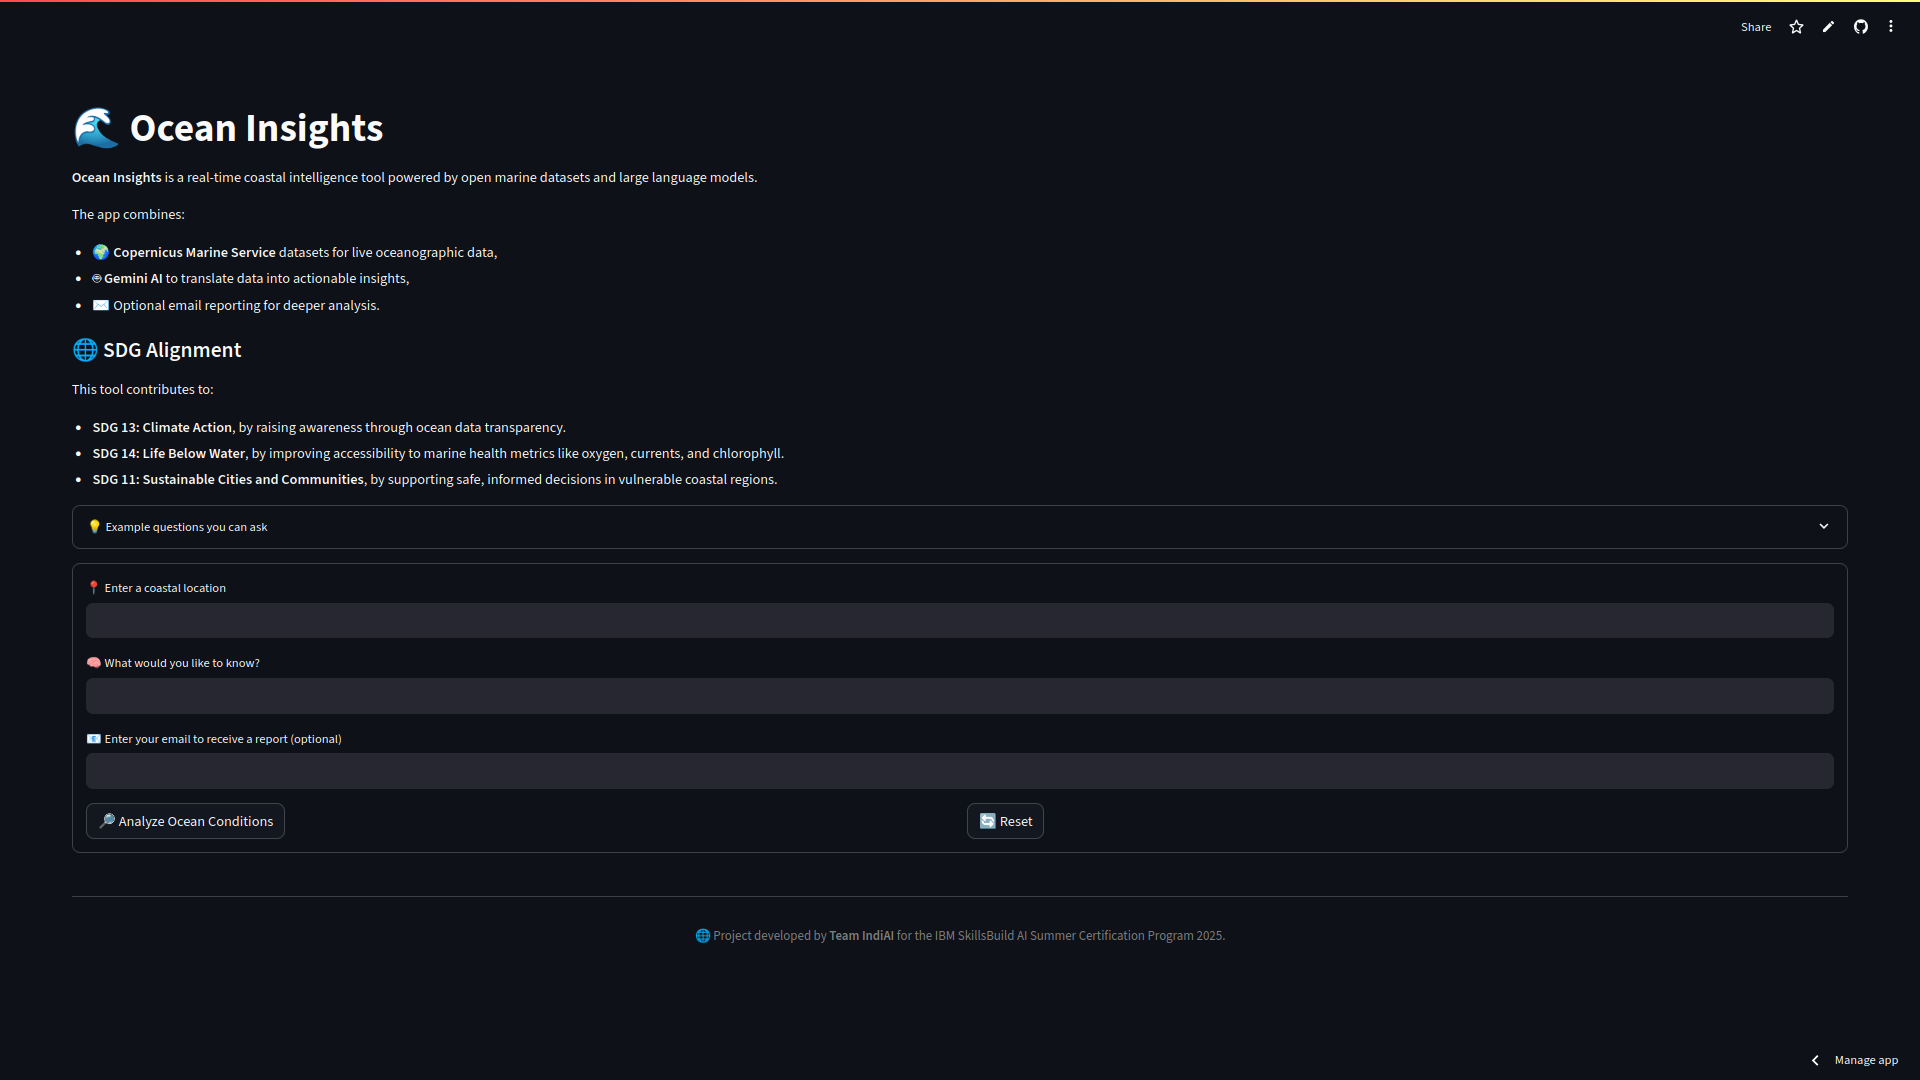 Share
🌊 Ocean Insights
Ocean Insights is a real-time coastal intelligence tool powered by open marine datasets and large language models.
The app combines:
• 🌍 Copernicus Marine Service datasets for live oceanographic data,
• Gemini AI to translate data into actionable insights,
• ✉️ Optional email reporting for deeper analysis.
🌐 SDG Alignment
This tool contributes to:
• SDG 13: Climate Action, by raising awareness through ocean data transparency.
• SDG 14: Life Below Water, by improving accessibility to marine health metrics like oxygen, currents, and chlorophyll.
• SDG 11: Sustainable Cities and Communities, by supporting safe, informed decisions in vulnerable coastal regions.
💡 Example questions you can ask
📍 Enter a coastal location
🧠 What would you like to know?
📧 Enter your email to receive a report (optional)
🔎 Analyze Ocean Conditions
🔄 Reset
🌐 Project developed by Team IndiAI for the IBM SkillsBuild AI Summer Certification Program 2025.
Manage app